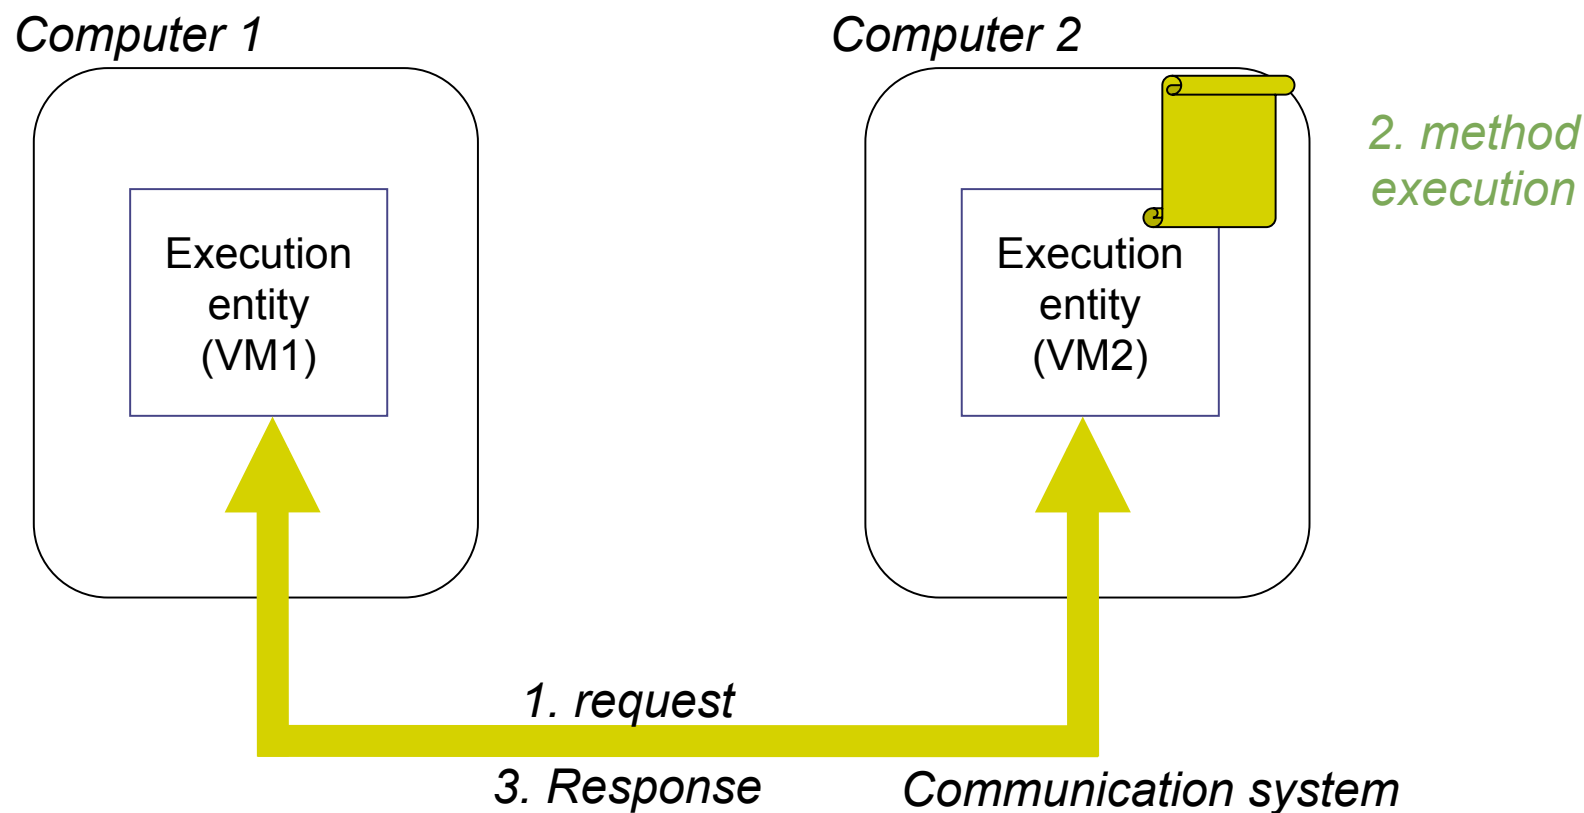 Computer 1
Computer 2
2. method
execution
Execution
entity
(VM1)
Execution
entity
(VM2)
1. request
3. Response
Communication system